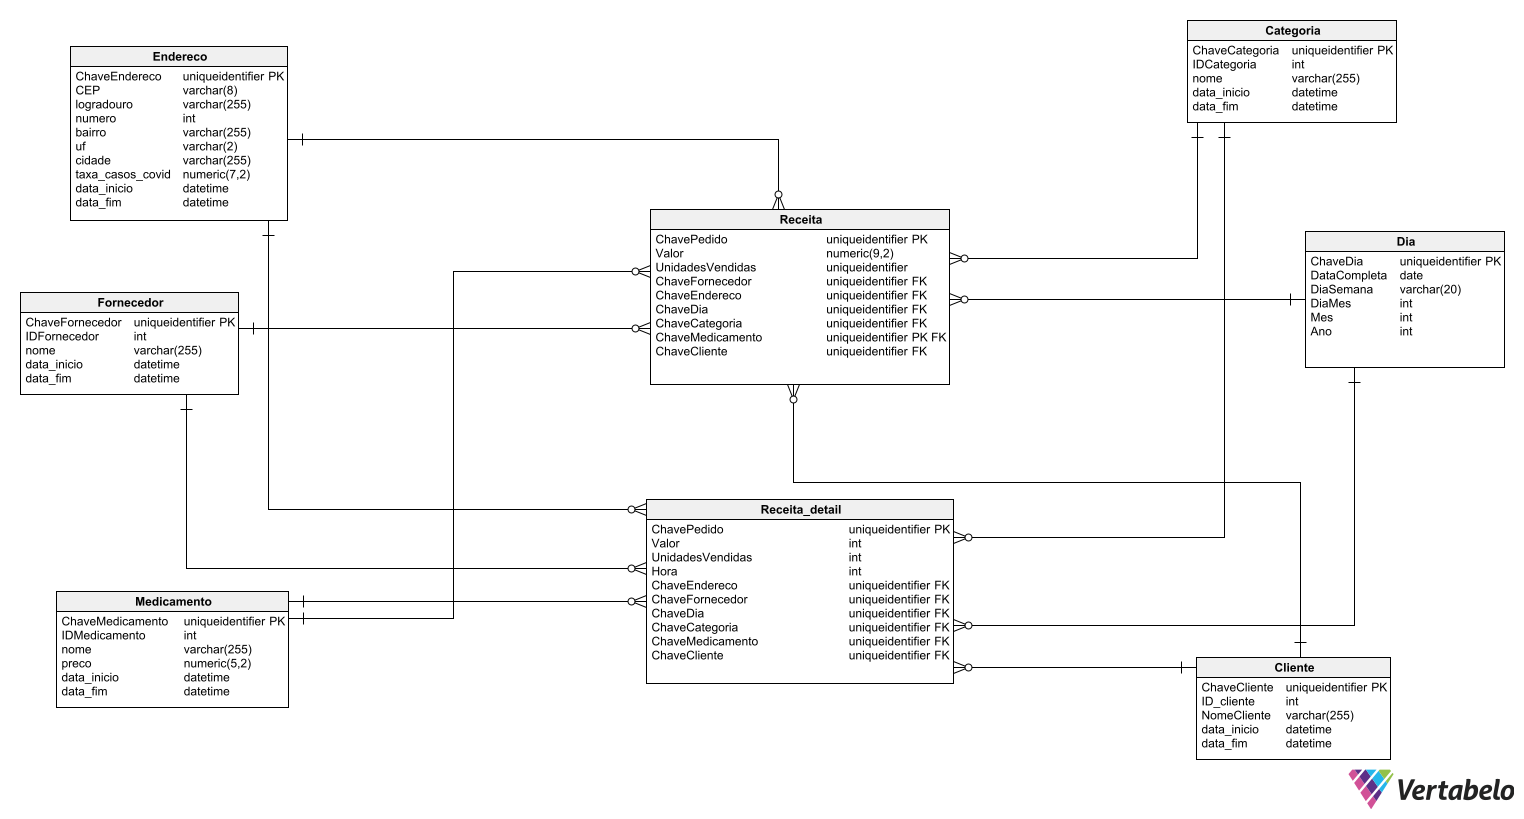 Endereco
ChaveEndereco uniqueidentifier PK
CEP varchar(8)
logradouro varchar(255)
numero int
bairro varchar(255)
uf varchar(2)
cidade varchar(255)
taxa_casos_covid numeric(7,2)
data_inicio datetime
data_fim datetime
Categoria
ChaveCategoria uniqueidentifier PK
IDCategoria int
nome varchar(255)
data_inicio datetime
data_fim datetime
Receita
ChavePedido uniqueidentifier PK
Valor numeric(9,2)
UnidadesVendidas uniqueidentifier
ChaveFornecedor uniqueidentifier FK
ChaveEndereco uniqueidentifier FK
ChaveDia uniqueidentifier FK
ChaveCategoria uniqueidentifier FK
ChaveMedicamento uniqueidentifier PK FK
ChaveCliente uniqueidentifier FK
Dia
ChaveDia uniqueidentifier PK
DataCompleta date
DiaSemana varchar(20)
DiaMes int
Mes int
Ano int
Fornecedor
ChaveFornecedor uniqueidentifier PK
IDFornecedor int
nome varchar(255)
data_inicio datetime
data_fim datetime
Receita_detail
ChavePedido uniqueidentifier PK
Valor int
UnidadesVendidas int
Hora int
ChaveEndereco uniqueidentifier FK
ChaveFornecedor uniqueidentifier FK
ChaveDia uniqueidentifier FK
ChaveCategoria uniqueidentifier FK
ChaveMedicamento uniqueidentifier FK
ChaveCliente uniqueidentifier FK
Medicamento
ChaveMedicamento uniqueidentifier PK
IDMedicamento int
nome varchar(255)
preco numeric(5,2)
data_inicio datetime
data_fim datetime
Cliente
ChaveCliente uniqueidentifier PK
ID_cliente int
NomeCliente varchar(255)
data_inicio datetime
data_fim datetime
Vertabelo